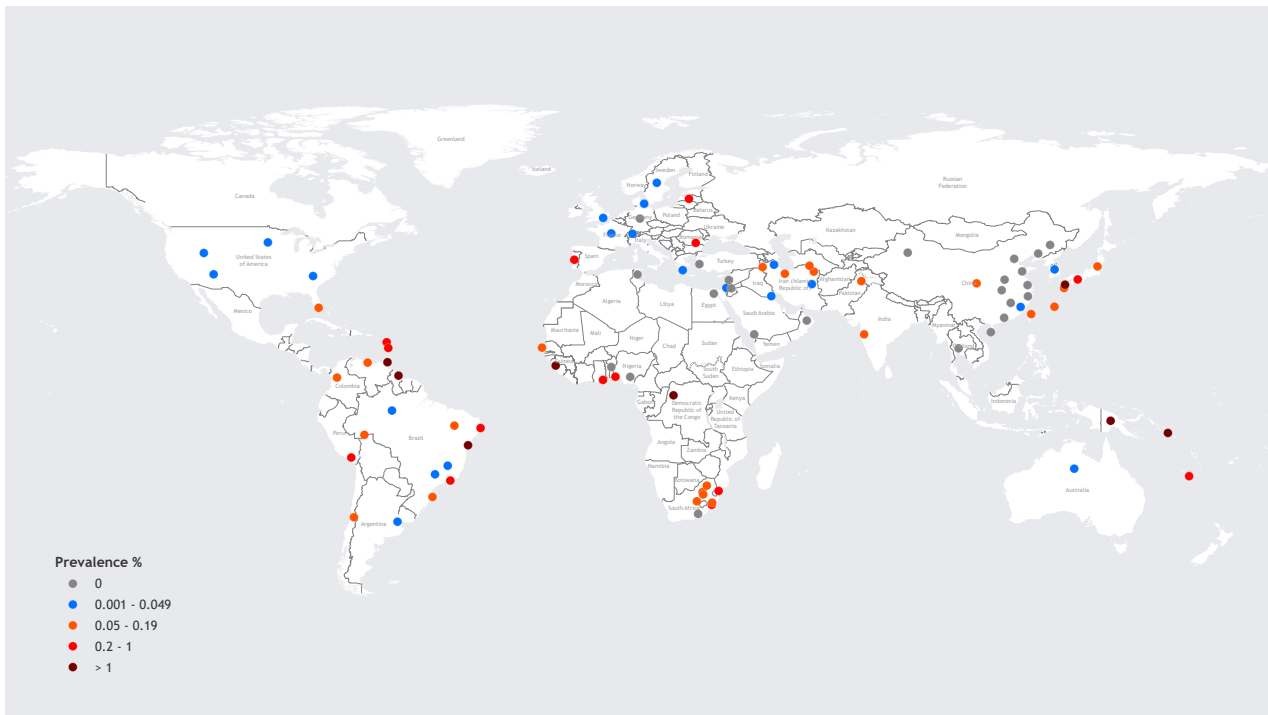 Greenland
Iceland
Sweden
Finland
Norway
Russian
Federation
Canada
Belarus
Poland
Ukraine
France
Italy
Romania
Kazakhstan
Mongolia
United States
of America
Spain
Turkey
Morocco
Iraq
Iran (Islamic
Republic of)
Afghanistan
Pakistan
China
Algeria
Libya
Egypt
Mexico
Saudi Arabia
India
Myanmar
Mauritania
Mali
Niger
Chad
Sudan
Yemen
Nigeria
South
Sudan
Ethiopia
Somalia
Colombia
Gabon
Democratic
Republic of
the Congo
Kenya
Indonesia
United
Republic of
Tanzania
Peru
Brazil
Angola
Zambia
Namibia
Botswana
Australia
South Africa
Argentina
Prevalence %
0
0.001 - 0.049
0.05 - 0.19
0.2 - 1
> 1